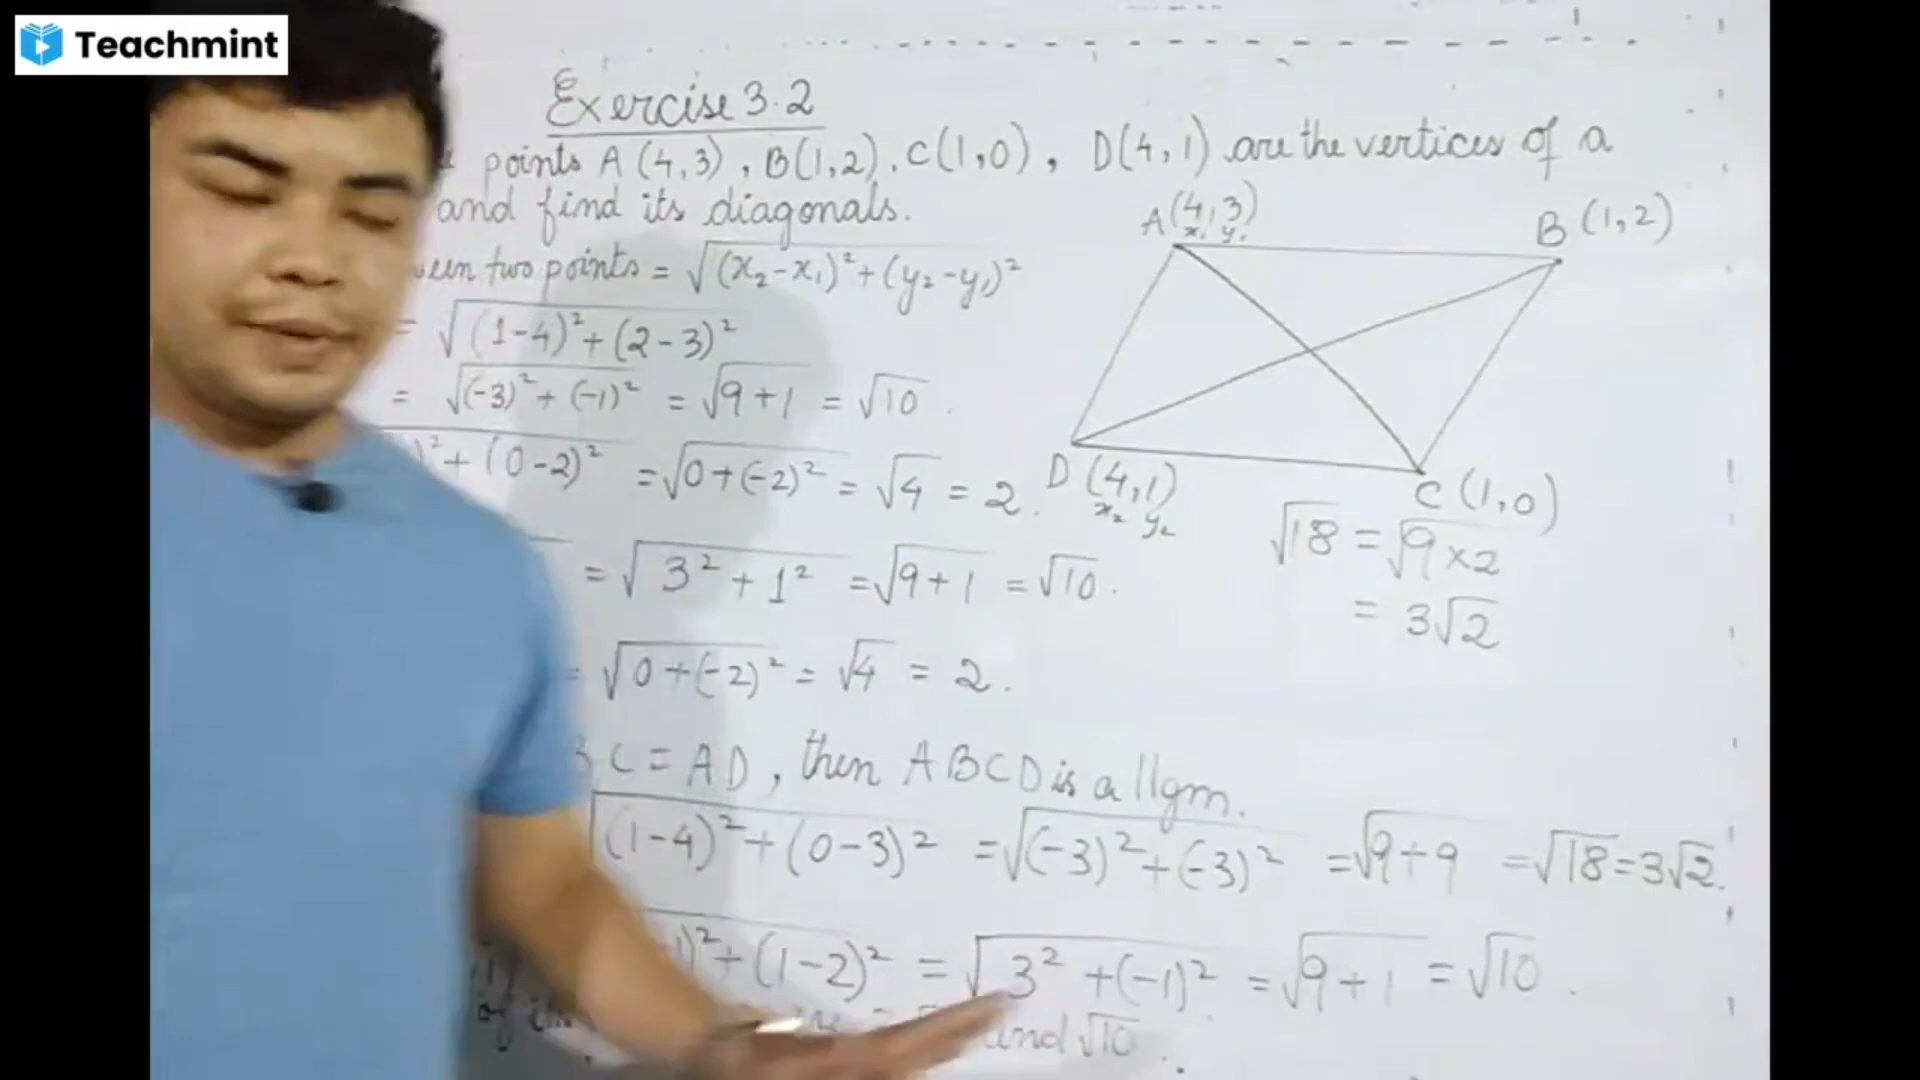 Teachmint
Exercise 3.2
points A (4,3), B(1,2), C(1,0), D(4,1) are the vertices of a
and find its diagonals.
two points = √(x₂-x₁)²+(y₂-y₁)²
= √(1-4)²+(2-3)²
= √(-3)²+(-1)² = √9+1 = √10.
)²+(0-2)² = √0+(-2)² = √4 = 2.
= √3²+1² = √9+1 = √10.
= √0+(-2)² = √4 = 2.
C = AD, then ABCD is a ||gm.
√(1-4)²+(0-3)² = √(-3)²+(-3)² = √9+9 = √18 = 3√2.
)²+(1-2)² = √3²+(-1)² = √9+1 = √10.
and √10.
A(4,3)
x₁ y₁
B (1,2)
D (4,1)
x₂ y₂
C (1,0)
√18 = √9×2
= 3√2